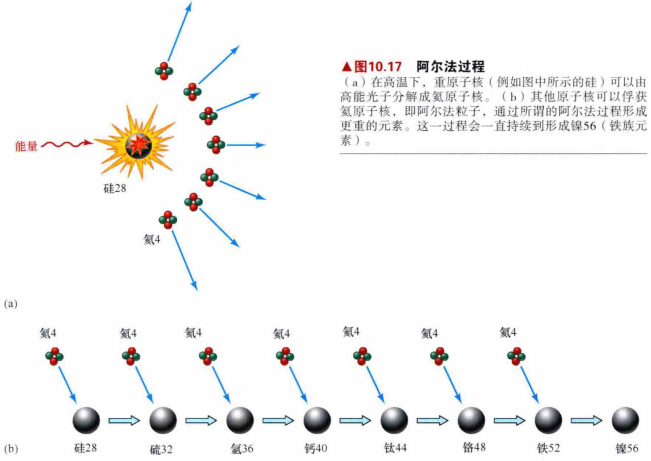 ▲图10.17 阿尔法过程
（a）在高温下，重原子核（例如图中所示的硅）可以由
高能光子分解成氦原子核。（b）其他原子核可以俘获
氦原子核，即阿尔法粒子，通过所谓的阿尔法过程形成
更重的元素。这一过程会一直持续到形成镍56（铁族元
素）。
能量
硅28
氦4
(a)
氦4 氦4 氦4 氦4 氦4 氦4 氦4
(b) 硅28 硫32 氩36 钙40 钛44 铬48 铁52 镍56